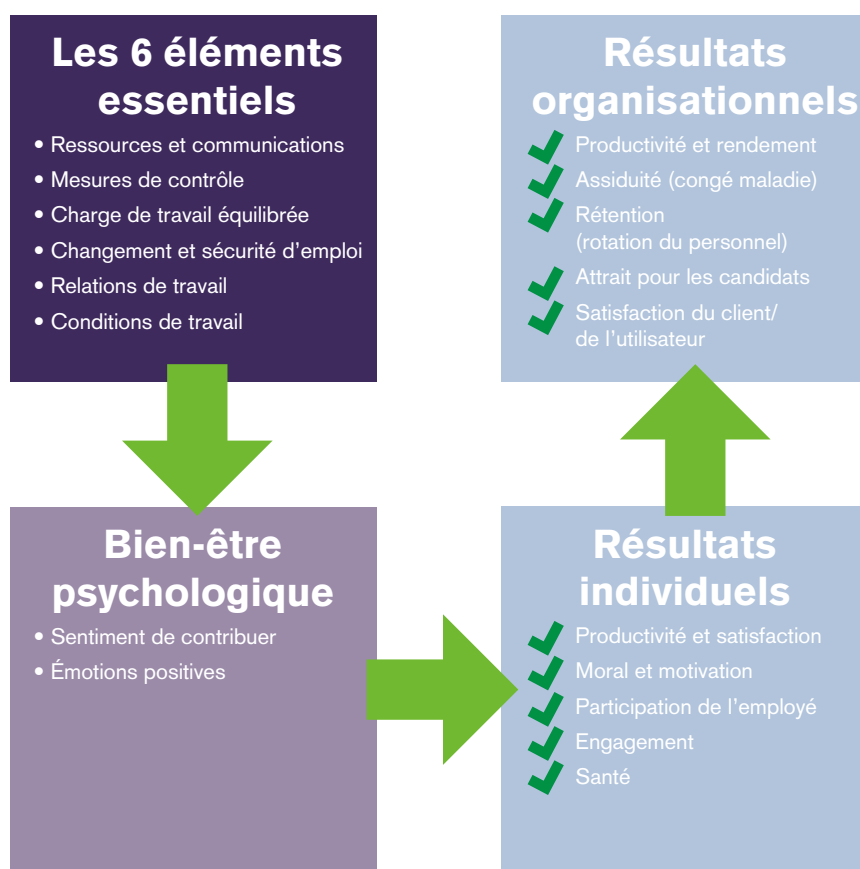 Les 6 éléments
essentiels
• Ressources et communications
• Mesures de contrôle
• Charge de travail équilibrée
• Changement et sécurité d'emploi
• Relations de travail
• Conditions de travail
Bien-être
psychologique
• Sentiment de contribuer
• Émotions positives
Résultats
individuels
Productivité et satisfaction
Moral et motivation
Participation de l'employé
Engagement
Santé
Résultats
organisationnels
Productivité et rendement
Assiduité (congé maladie)
Rétention
(rotation du personnel)
Attrait pour les candidats
Satisfaction du client/
de l'utilisateur